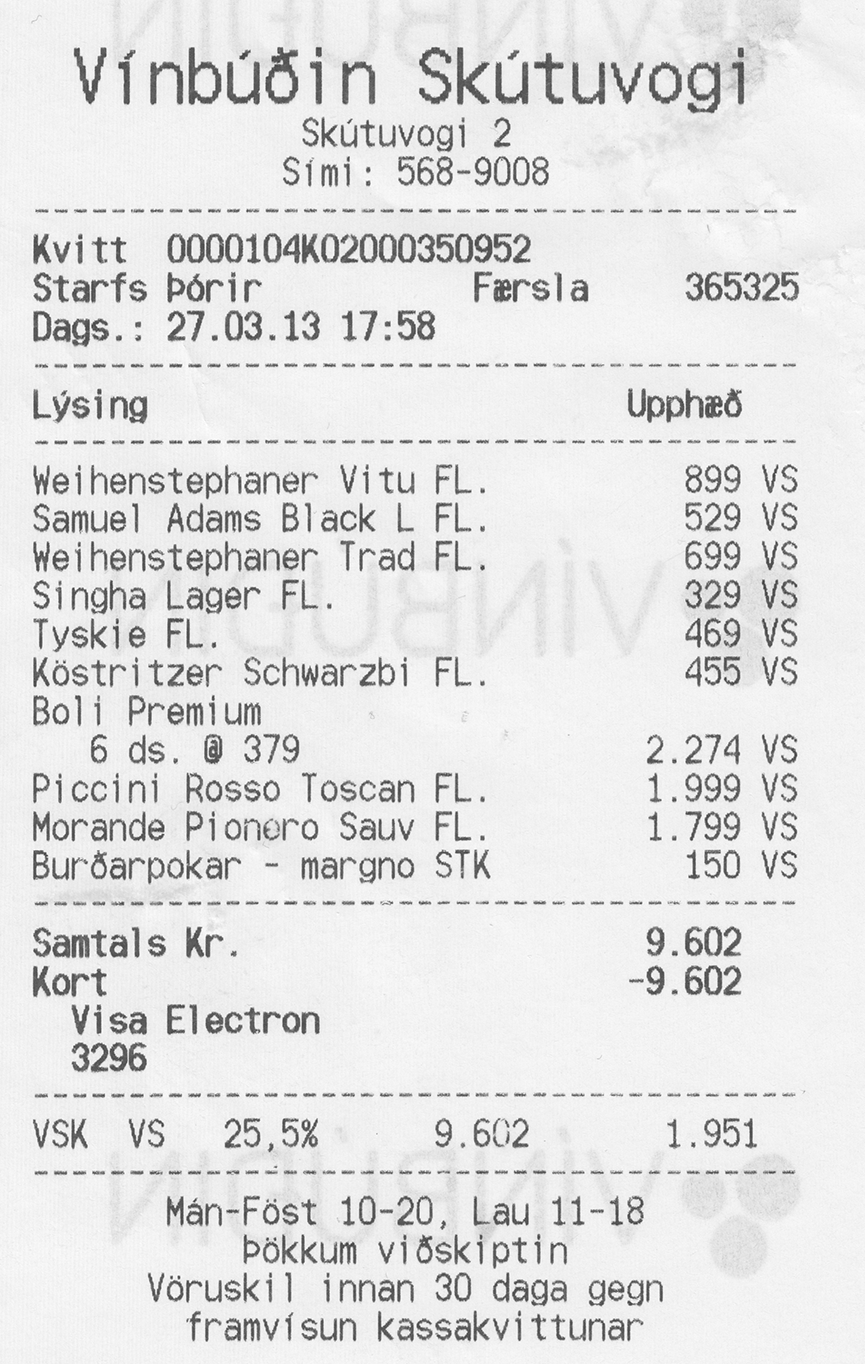 Vínbúðin Skútuvogi
Skútuvogi 2
Sími: 568-9008
Kvitt 0000104K02000350952
Starfs Þórir Færsla 365325
Dags.: 27.03.13 17:58
Lýsing Upphæð
Weihenstephaner Vitu FL. 899 VS
Samuel Adams Black L FL. 529 VS
Weihenstephaner Trad FL. 699 VS
Singha Lager FL. 329 VS
Tyskie FL. 469 VS
Köstritzer Schwarzbi FL. 455 VS
Boli Premium
6 ds. @ 379 2.274 VS
Piccini Rosso Toscan FL. 1.999 VS
Morande Pionero Sauv FL. 1.799 VS
Burðarpokar - margno STK 150 VS
Samtals Kr. 9.602
Kort -9.602
Visa Electron
3296
VSK VS 25,5% 9.602 1.951
Mán-Föst 10-20, Lau 11-18
Þökkum viðskiptin
Vöruskil innan 30 daga gegn
framvísun kassakvittunar